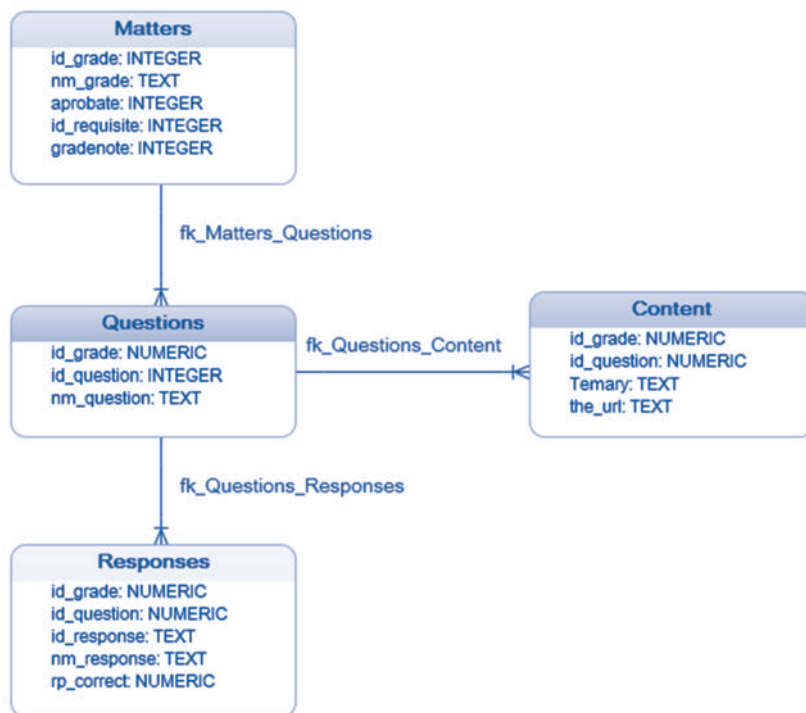 Matters
id_grade: INTEGER
nm_grade: TEXT
aprobate: INTEGER
id_requisite: INTEGER
gradenote: INTEGER
fk_Matters_Questions
Questions
id_grade: NUMERIC
id_question: INTEGER
nm_question: TEXT
fk_Questions_Content
Content
id_grade: NUMERIC
id_question: NUMERIC
Temary: TEXT
the_url: TEXT
fk_Questions_Responses
Responses
id_grade: NUMERIC
id_question: NUMERIC
id_response: TEXT
nm_response: TEXT
rp_correct: NUMERIC